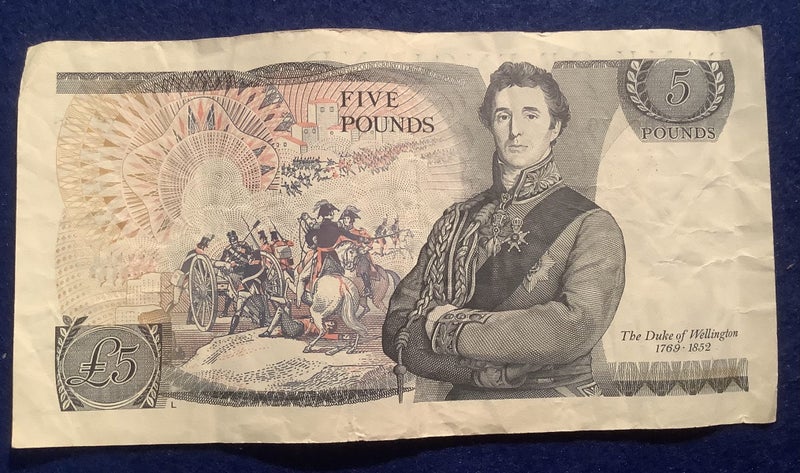 FIVE
POUNDS
5
POUNDS
£5
The Duke of Wellington
1769·1852
L